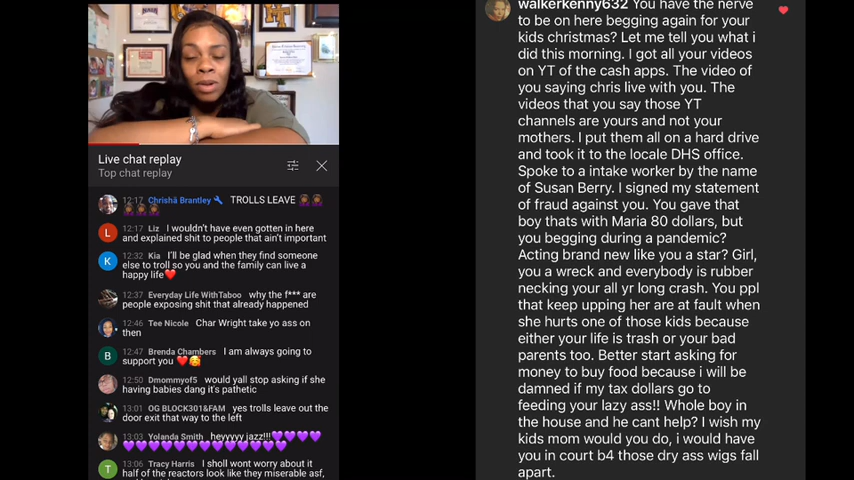 Live chat replay
Top chat replay
12:17 Chrishā Brantley TROLLS LEAVE
12:17 Liz I wouldn't have even gotten in here
and explained shit to people that ain't important
12:32 Kia I'll be glad when they find someone
else to troll so you and the family can live a
happy life❤️
12:37 Everyday Life WithTaboo why the f*** are
people exposing shit that already happened
12:46 Tee Nicole Char Wright take yo ass on
then
12:47 Brenda Chambers I am always going to
support you ❤️🥰
12:50 Dmommyof5 would yall stop asking if she
having babies dang it's pathetic
13:01 OG BLOCK301&FAM yes trolls leave out the
door exit that way to the left
13:03 Yolanda Smith heyyyy jazz!!!💜💜💜💜💜
💜💜💜💜💜💜💜💜💜💜💜💜
13:06 Tracy Harris I sholl wont worry about it
half of the reactors look like they miserable asf,
walkerkenny632 You have the nerve
to be on here begging again for your
kids christmas? Let me tell you what i
did this morning. I got all your videos
on YT of the cash apps. The video of
you saying chris live with you. The
videos that you say those YT
channels are yours and not your
mothers. I put them all on a hard drive
and took it to the locale DHS office.
Spoke to a intake worker by the name
of Susan Berry. I signed my statement
of fraud against you. You gave that
boy thats with Maria 80 dollars, but
you begging during a pandemic?
Acting brand new like you a star? Girl,
you a wreck and everybody is rubber
necking your all yr long crash. You ppl
that keep upping her are at fault when
she hurts one of those kids because
either your life is trash or your bad
parents too. Better start asking for
money to buy food because i will be
damned if my tax dollars go to
feeding your lazy ass!! Whole boy in
the house and he cant help? I wish my
kids mom would you do, i would have
you in court b4 those dry ass wigs fall
apart.